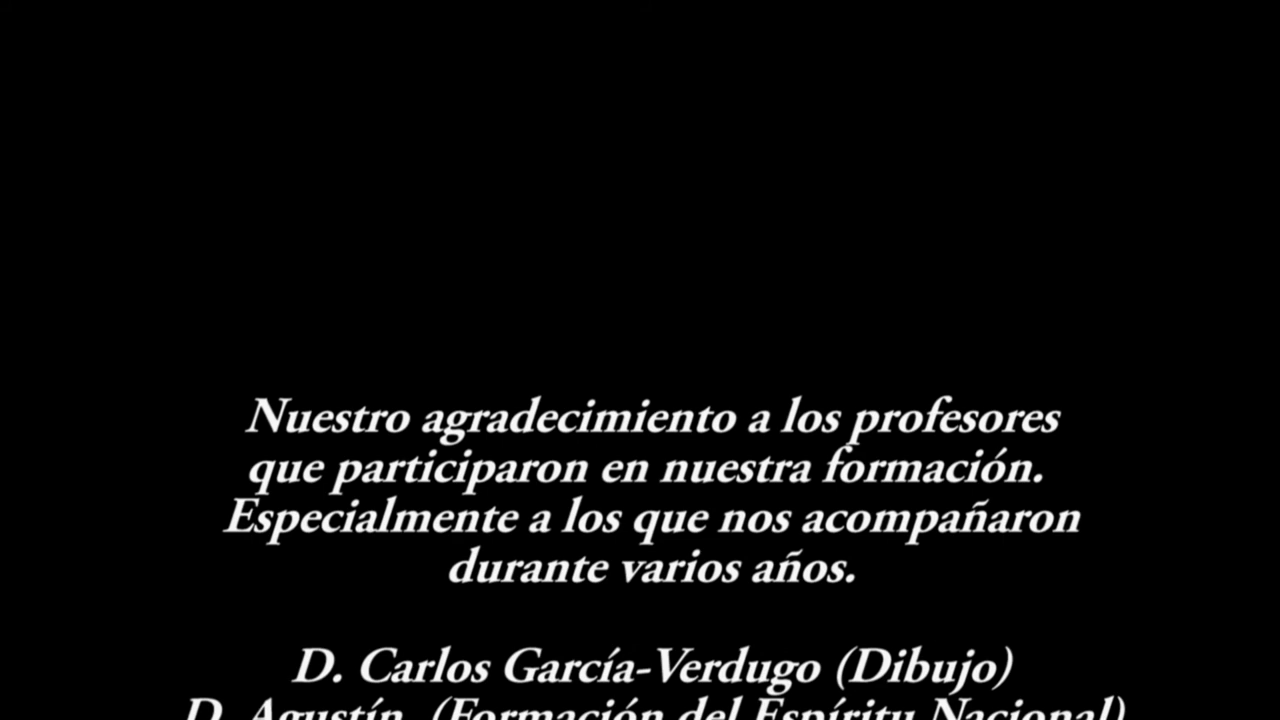 Nuestro agradecimiento a los profesores
que participaron en nuestra formación.
Especialmente a los que nos acompañaron
durante varios años.
D. Carlos García-Verdugo (Dibujo)
D. Agustín (Formación del Espíritu Nacional)